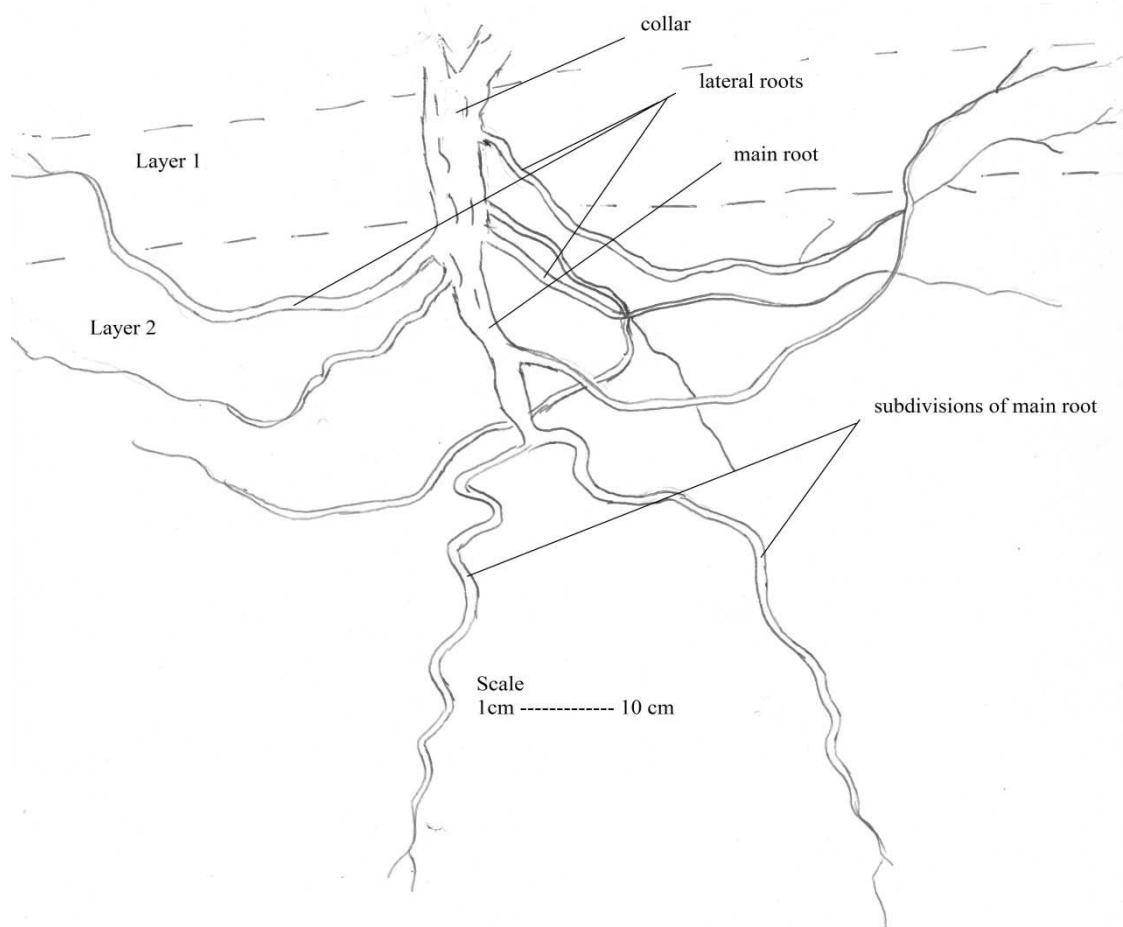 collar
lateral roots
Layer 1
main root
Layer 2
subdivisions of main root
Scale
1cm ------------- 10 cm